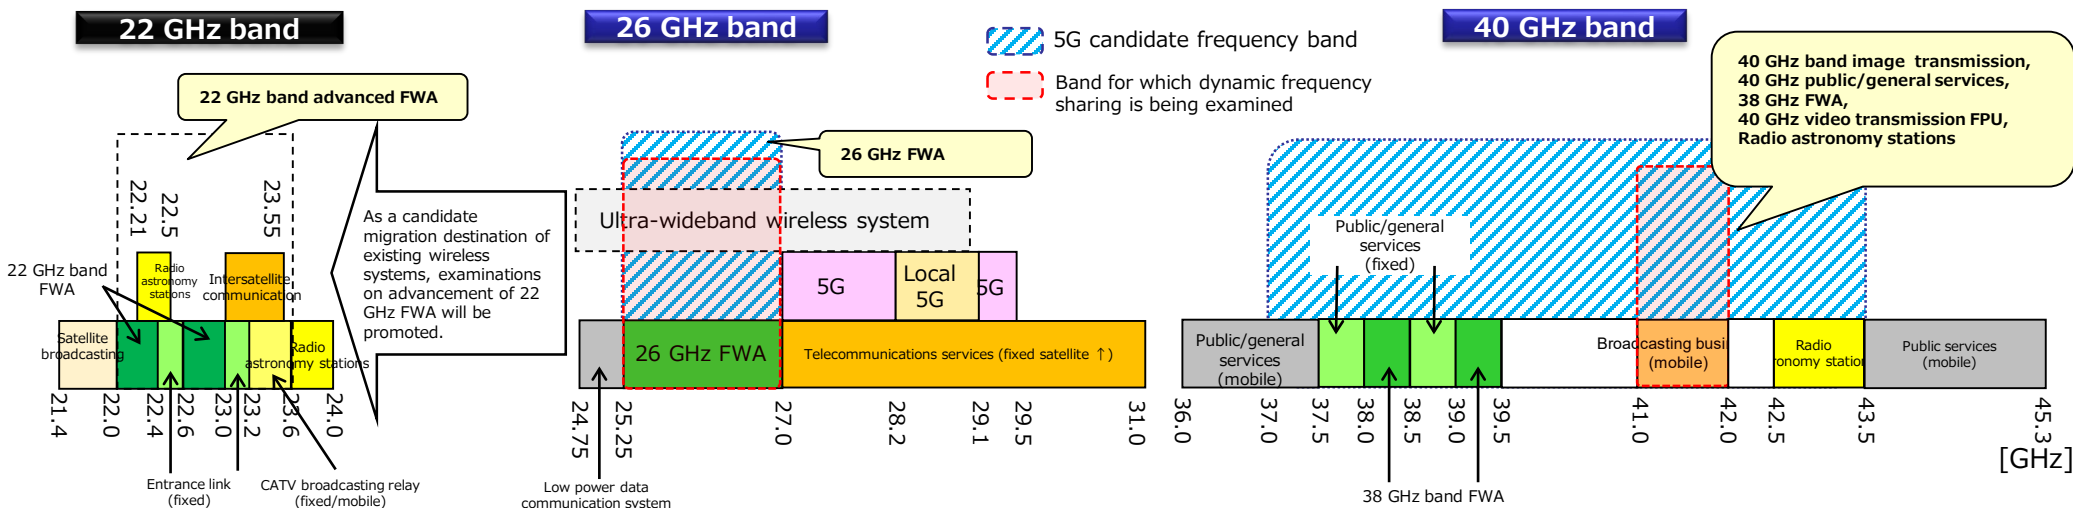 22 GHz band
26 GHz band
5G candidate frequency band
Band for which dynamic frequency
sharing is being examined
40 GHz band
22 GHz band advanced FWA
22.21
22.5
23.55
22 GHz band
FWA
Radio
astronomy
stations
Intersatellite
communication
Satellite
broadcasting
astronomy stations
Radio
21.4
22.0
22.4
22.6
23.0
23.2
23.6
24.0
Entrance link
(fixed)
CATV broadcasting relay
(fixed/mobile)
As a candidate
migration destination of
existing wireless
systems, examinations
on advancement of 22
GHz FWA will be
promoted.
26 GHz FWA
Ultra-wideband wireless system
5G
Local
5G
5G
26 GHz FWA
Telecommunications services (fixed satellite ↑)
24.75
25.25
27.0
28.2
29.1
29.5
31.0
Low power data
communication system
40 GHz band image transmission,
40 GHz public/general services,
38 GHz FWA,
40 GHz video transmission FPU,
Radio astronomy stations
Public/general
services
(fixed)
Public/general
services
(mobile)
Broadcasting busin
(mobile)
Radio
onomy station
Public services
(mobile)
36.0
37.0
37.5
38.0
38.5
39.0
39.5
41.0
42.0
42.5
43.5
45.3
[GHz]
38 GHz band FWA